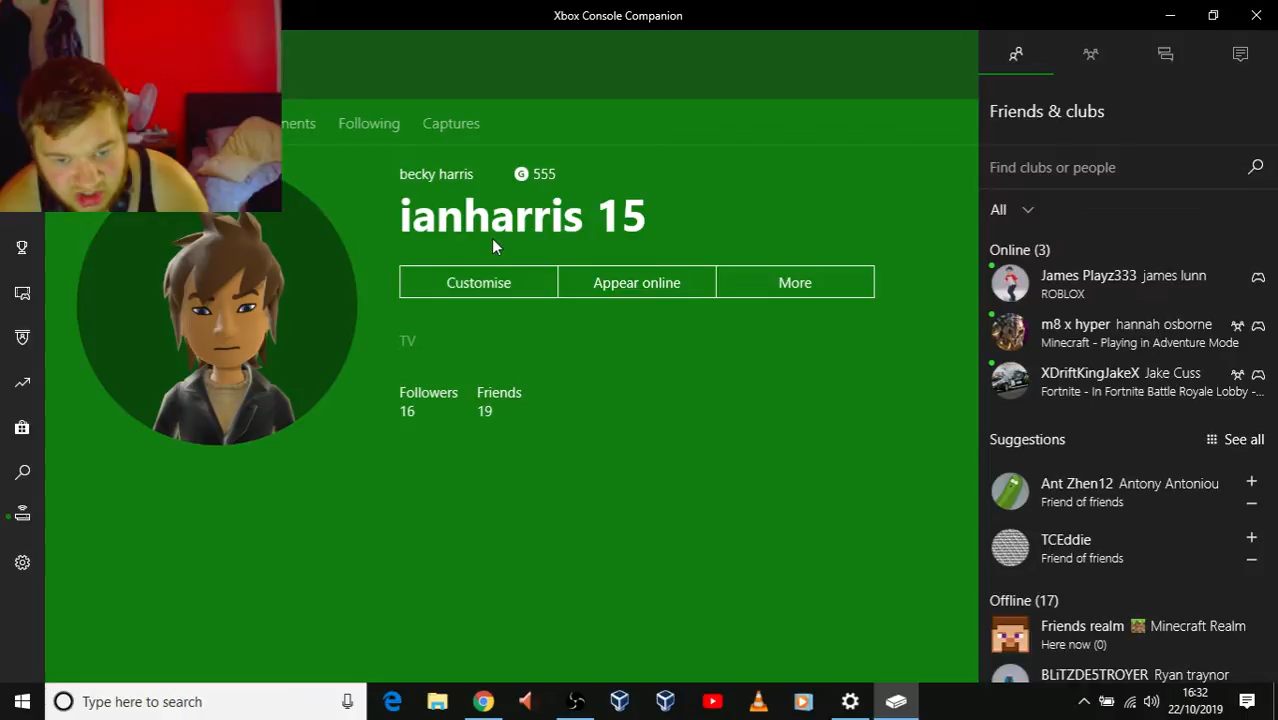 Xbox Console Companion
ments Following Captures
becky harris G 555
ianharris 15
Customise Appear online More
TV
Followers Friends
16 19
Friends & clubs
Find clubs or people
All
Online (3)
James Playz333 james lunn
ROBLOX
m8 x hyper hannah osborne
Minecraft - Playing in Adventure Mode
XDriftKingJakeX Jake Cuss
Fortnite - In Fortnite Battle Royale Lobby -...
Suggestions See all
Ant Zhen12 Antony Antoniou
Friend of friends
TCEddie
Friend of friends
Offline (17)
Friends realm Minecraft Realm
Here now (0)
BLiTZDE5TROYER Ryan traynor
Type here to search
16:32
22/10/2019